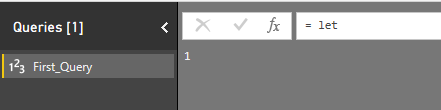 Queries [1]
fx
= let
1²3 First_Query
1